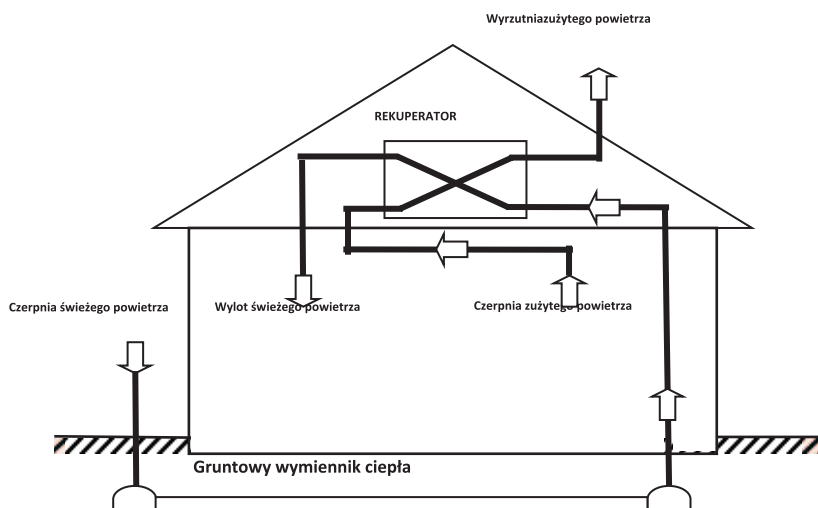 Wyrzutniazużytego powietrza
REKUPERATOR
Czerpnia świeżego powietrza
Wylot świeżego powietrza
Czerpnia zużytego powietrza
Gruntowy wymiennik ciepła